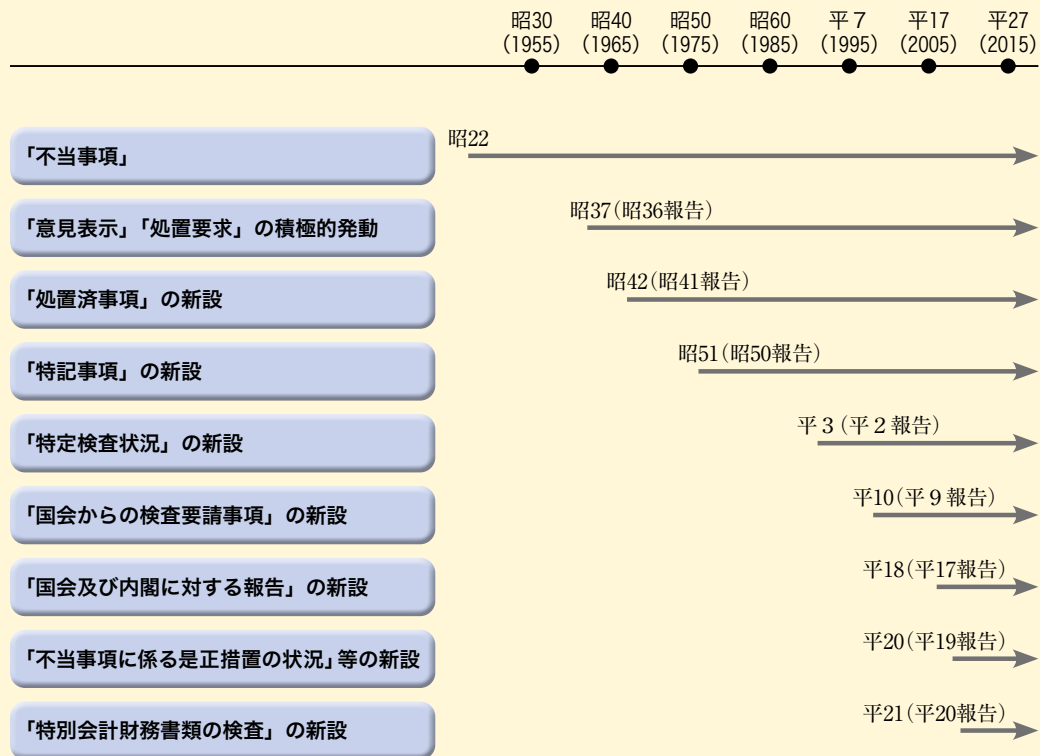 昭30 昭40 昭50 昭60 平7 平17 平27
(1955) (1965) (1975) (1985) (1995) (2005) (2015)
昭22
「不当事項」
昭37(昭36報告)
「意見表示」「処置要求」の積極的発動
昭42(昭41報告)
「処置済事項」の新設
昭51(昭50報告)
「特記事項」の新設
平3(平2報告)
「特定検査状況」の新設
平10(平9報告)
「国会からの検査要請事項」の新設
平18(平17報告)
「国会及び内閣に対する報告」の新設
平20(平19報告)
「不当事項に係る是正措置の状況」等の新設
平21(平20報告)
「特別会計財務書類の検査」の新設